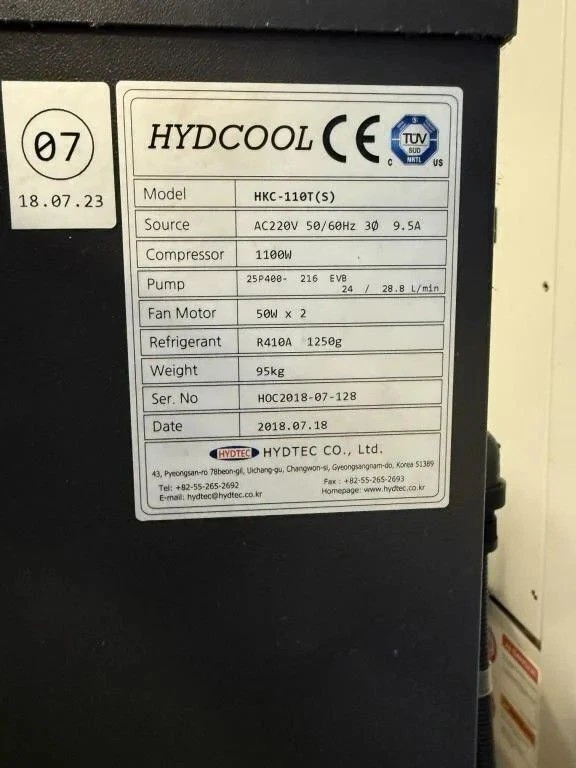 07
18.07.23
HYDCOOL CE
TÜV
SÜD
NRTL
C US
Model HKC-110T(S)
Source AC220V 50/60Hz 3Ø 9.5A
Compressor 1100W
Pump 25P400- 216 EVB
24 / 28.8 L/min
Fan Motor 50W x 2
Refrigerant R410A 1250g
Weight 95kg
Ser. No HOC2018-07-128
Date 2018.07.18
HYDTEC HYDTEC CO., Ltd.
43, Pyeongsan-ro 78beon-gil, Uichang-gu, Changwon-si, Gyeongsangnam-do, Korea 51389
Tel: +82-55-265-2692 Fax : +82-55-265-2693
E-mail: hydtec@hydtec.co.kr Homepage: www.hydtec.co.kr